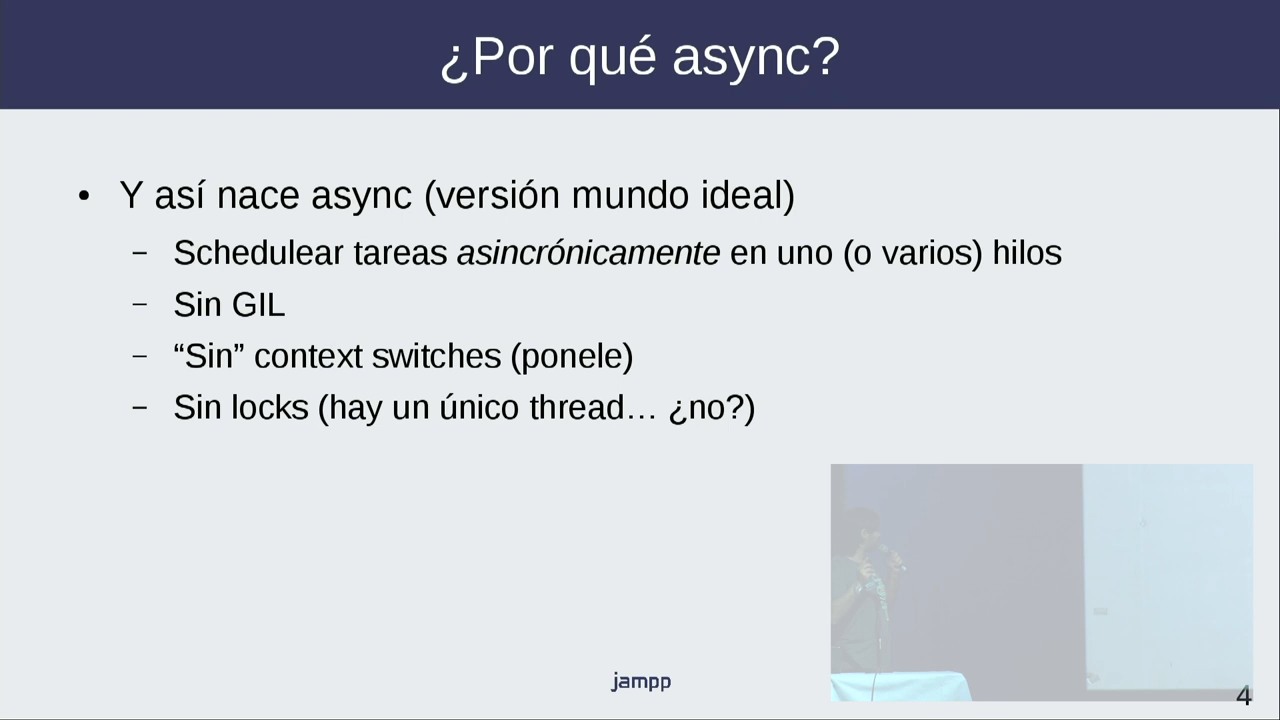 ¿Por qué async?
• Y así nace async (versión mundo ideal)
– Schedulear tareas asincrónicamente en uno (o varios) hilos
– Sin GIL
– “Sin” context switches (ponele)
– Sin locks (hay un único thread… ¿no?)
jampp
4